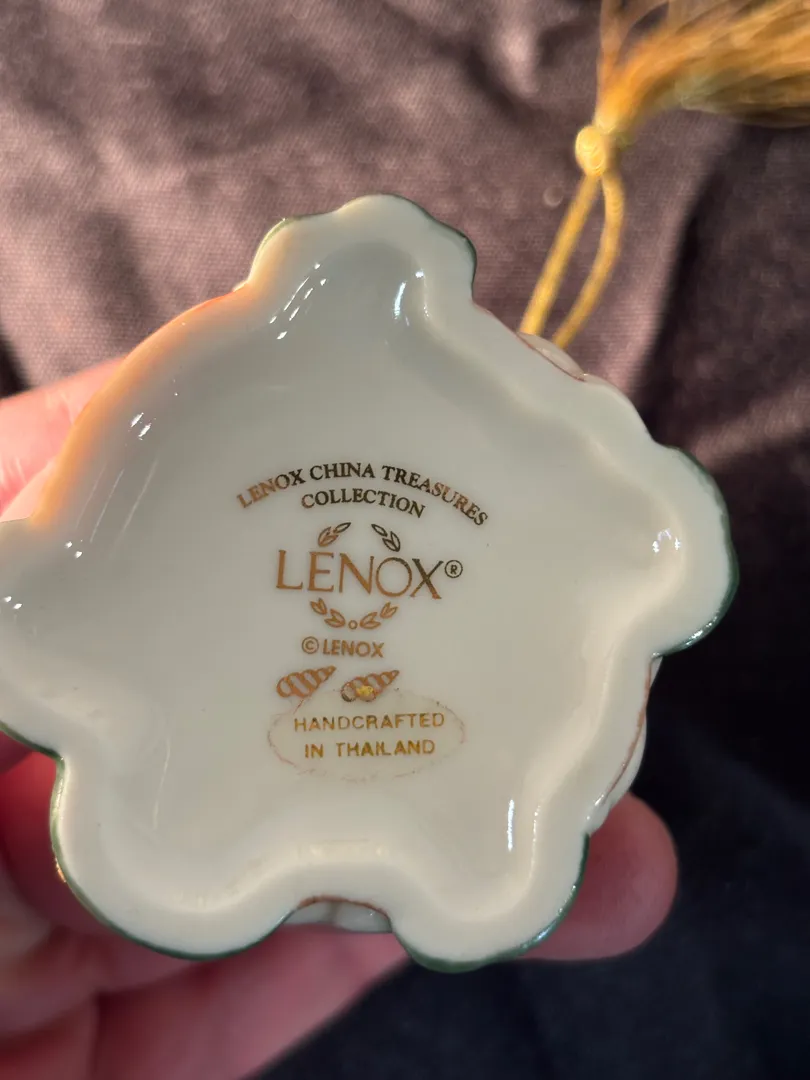 LENOX CHINA TREASURES
COLLECTION
LENOX®
©LENOX
HANDCRAFTED
IN THAILAND